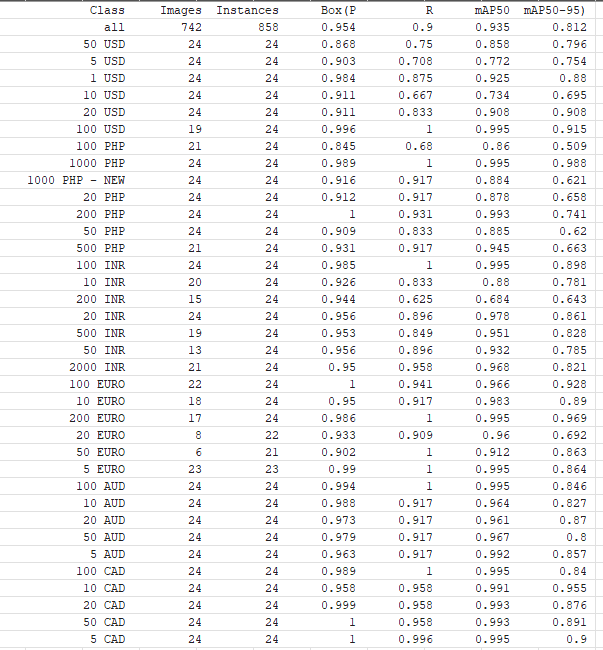 Class Images Instances Box(P R mAP50 mAP50-95)
all 742 858 0.954 0.9 0.935 0.812
50 USD 24 24 0.868 0.75 0.858 0.796
5 USD 24 24 0.903 0.708 0.772 0.754
1 USD 24 24 0.984 0.875 0.925 0.88
10 USD 24 24 0.911 0.667 0.734 0.695
20 USD 24 24 0.911 0.833 0.908 0.908
100 USD 19 24 0.996 1 0.995 0.915
100 PHP 21 24 0.845 0.68 0.86 0.509
1000 PHP 24 24 0.989 1 0.995 0.988
1000 PHP - NEW 24 24 0.916 0.917 0.884 0.621
20 PHP 24 24 0.912 0.917 0.878 0.658
200 PHP 24 24 1 0.931 0.993 0.741
50 PHP 24 24 0.909 0.833 0.885 0.62
500 PHP 21 24 0.931 0.917 0.945 0.663
100 INR 24 24 0.985 1 0.995 0.898
10 INR 20 24 0.926 0.833 0.88 0.781
200 INR 15 24 0.944 0.625 0.684 0.643
20 INR 24 24 0.956 0.896 0.978 0.861
500 INR 19 24 0.953 0.849 0.951 0.828
50 INR 13 24 0.956 0.896 0.932 0.785
2000 INR 21 24 0.95 0.958 0.968 0.821
100 EURO 22 24 1 0.941 0.966 0.928
10 EURO 18 24 0.95 0.917 0.983 0.89
200 EURO 17 24 0.986 1 0.995 0.969
20 EURO 8 22 0.933 0.909 0.96 0.692
50 EURO 6 21 0.902 1 0.912 0.863
5 EURO 23 23 0.99 1 0.995 0.864
100 AUD 24 24 0.994 1 0.995 0.846
10 AUD 24 24 0.988 0.917 0.964 0.827
20 AUD 24 24 0.973 0.917 0.961 0.87
50 AUD 24 24 0.979 0.917 0.967 0.8
5 AUD 24 24 0.963 0.917 0.992 0.857
100 CAD 24 24 0.989 1 0.995 0.84
10 CAD 24 24 0.958 0.958 0.991 0.955
20 CAD 24 24 0.999 0.958 0.993 0.876
50 CAD 24 24 1 0.958 0.993 0.891
5 CAD 24 24 1 0.996 0.995 0.9